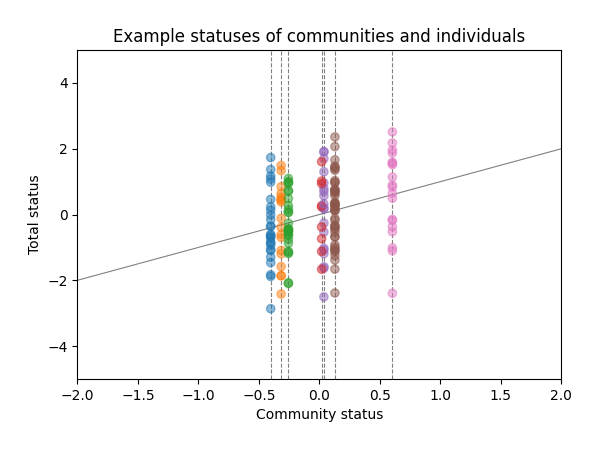 Example statuses of communities and individuals
Total status
4
2
0
−2
−4
−2.0 −1.5 −1.0 −0.5 0.0 0.5 1.0 1.5 2.0
Community status